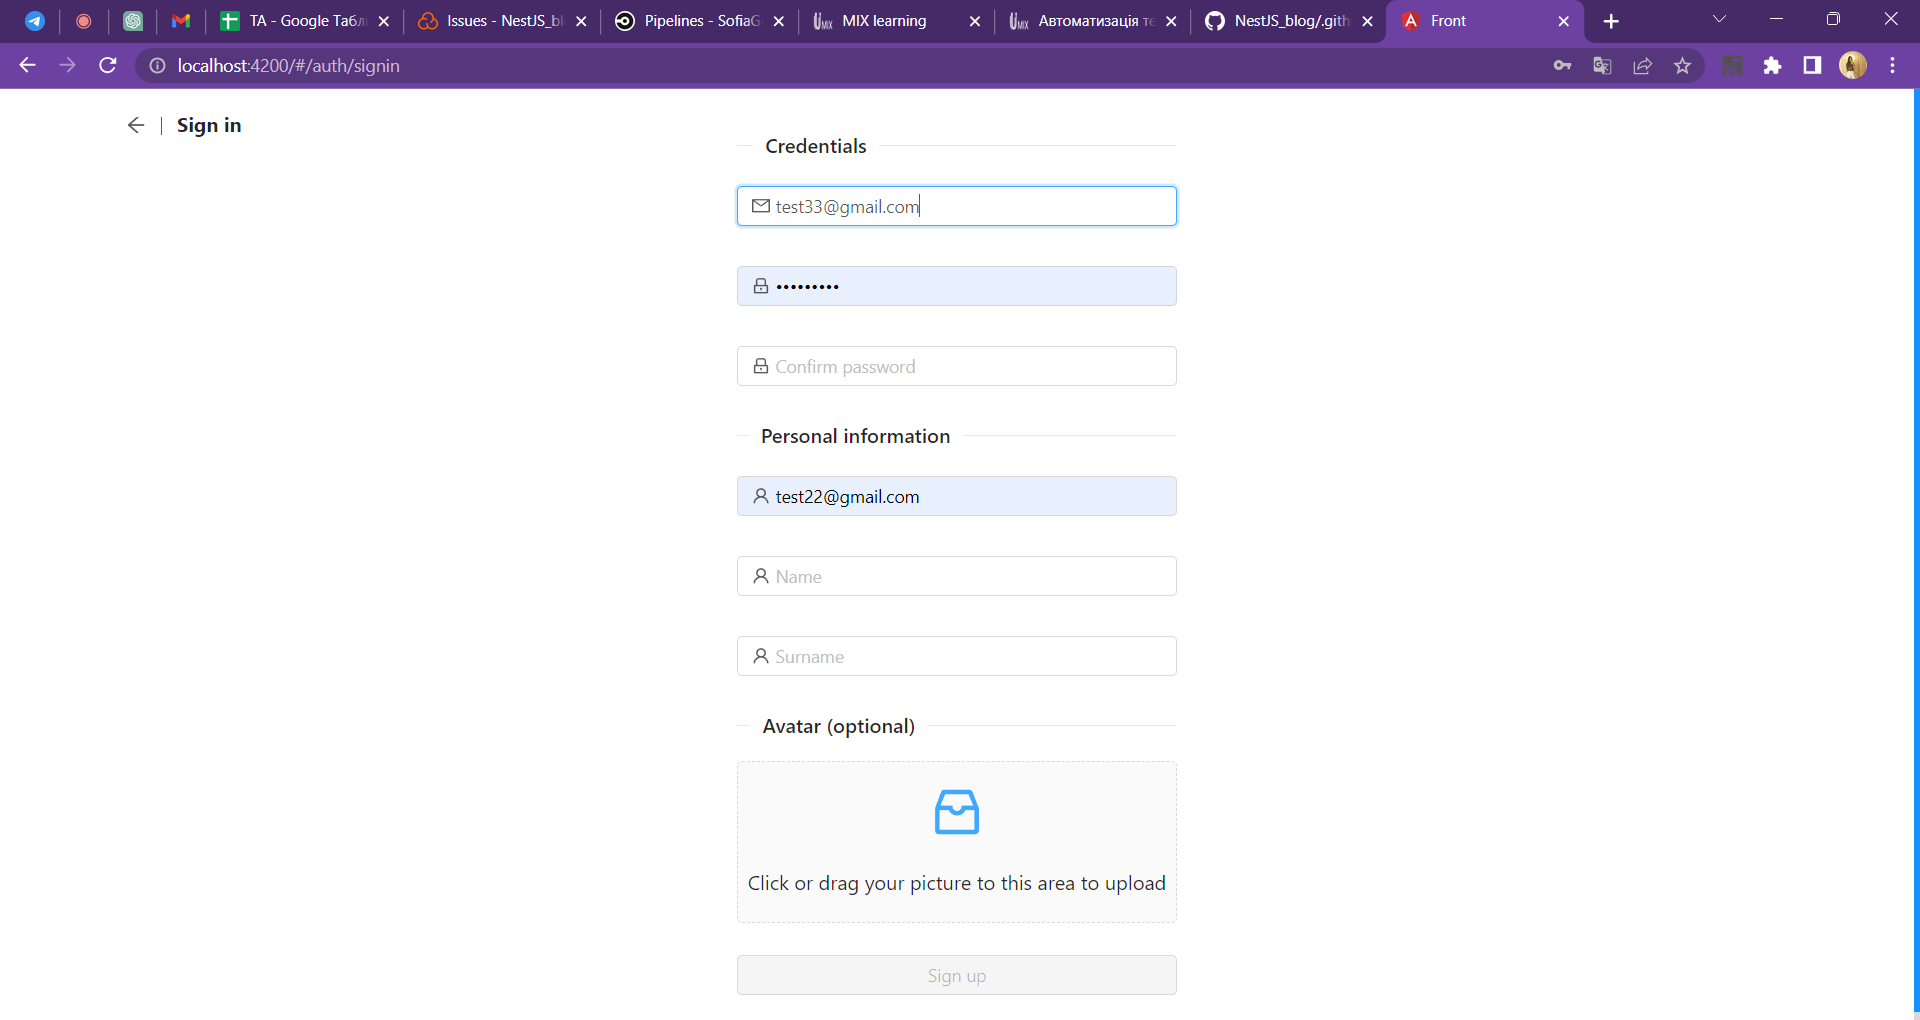 TA - Google Табл
Issues - NestJS_bl
Pipelines - SofiaG
MIX learning
Автоматизація те
NestJS_blog/.gith
Front
localhost:4200/#/auth/signin
Sign in
Credentials
test33@gmail.com
•••••••••
Confirm password
Personal information
test22@gmail.com
Name
Surname
Avatar (optional)
Click or drag your picture to this area to upload
Sign up